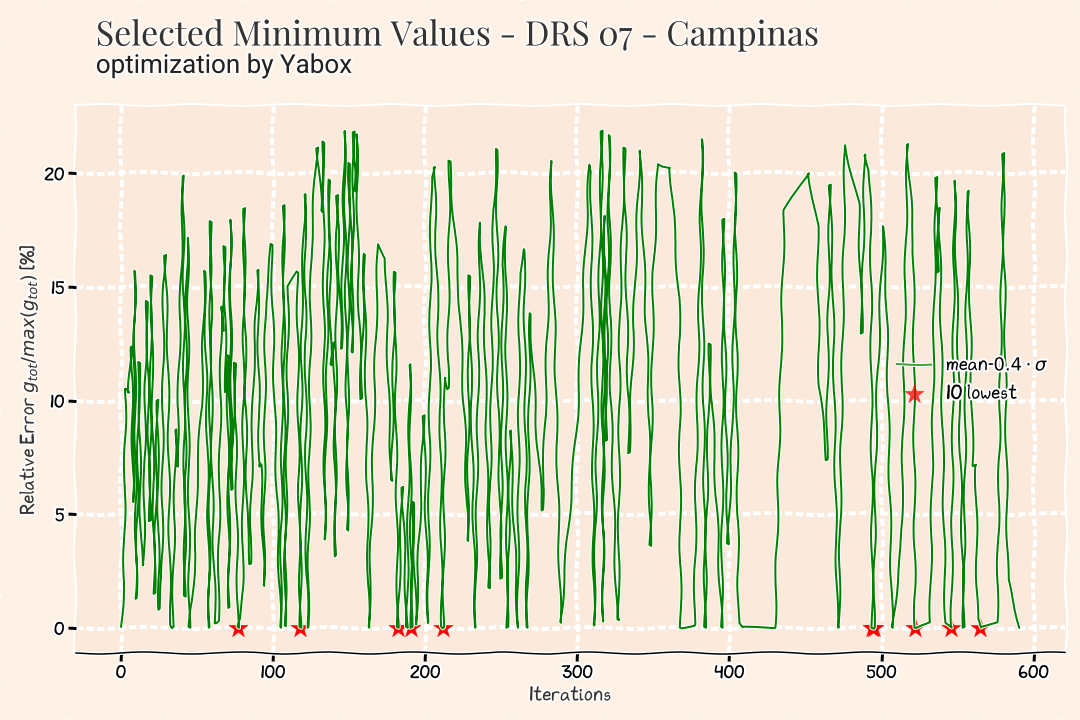 Selected Minimum Values - DRS 07 - Campinas
optimization by Yabox
Relative Error g_tot/max(g_tot) [%]
20
15
10
5
0
mean-0.4 · σ
10 lowest
0 100 200 300 400 500 600
Iterations